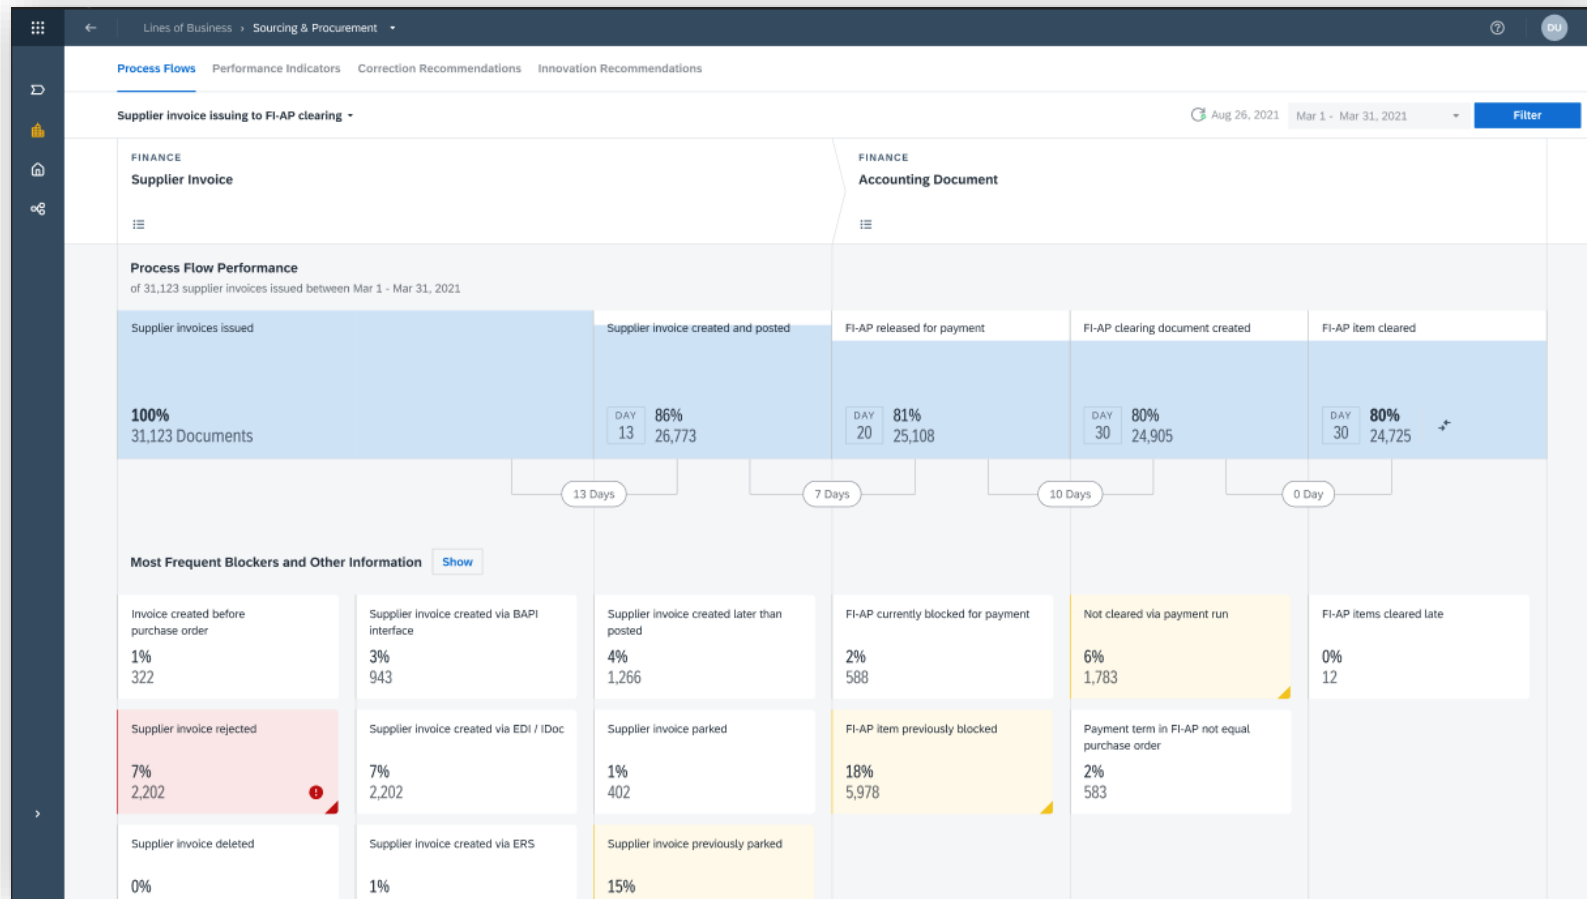 Lines of Business › Sourcing & Procurement
DU
Process Flows Performance Indicators Correction Recommendations Innovation Recommendations
Supplier invoice issuing to FI-AP clearing
Aug 26, 2021
Mar 1 - Mar 31, 2021
Filter
FINANCE
Supplier Invoice
FINANCE
Accounting Document
Process Flow Performance
of 31,123 supplier invoices issued between Mar 1 - Mar 31, 2021
Supplier invoices issued
100%
31,123 Documents
Supplier invoice created and posted
DAY
13
86%
26,773
FI-AP released for payment
DAY
20
81%
25,108
FI-AP clearing document created
DAY
30
80%
24,905
FI-AP item cleared
DAY
30
80%
24,725
13 Days
7 Days
10 Days
0 Day
Most Frequent Blockers and Other Information
Show
Invoice created before
purchase order
1%
322
Supplier invoice created via BAPI
interface
3%
943
Supplier invoice created later than
posted
4%
1,266
FI-AP currently blocked for payment
2%
588
Not cleared via payment run
6%
1,783
FI-AP items cleared late
0%
12
Supplier invoice rejected
7%
2,202
Supplier invoice created via EDI / IDoc
7%
2,202
Supplier invoice parked
1%
402
FI-AP item previously blocked
18%
5,978
Payment term in FI-AP not equal
purchase order
2%
583
Supplier invoice deleted
0%
Supplier invoice created via ERS
1%
Supplier invoice previously parked
15%